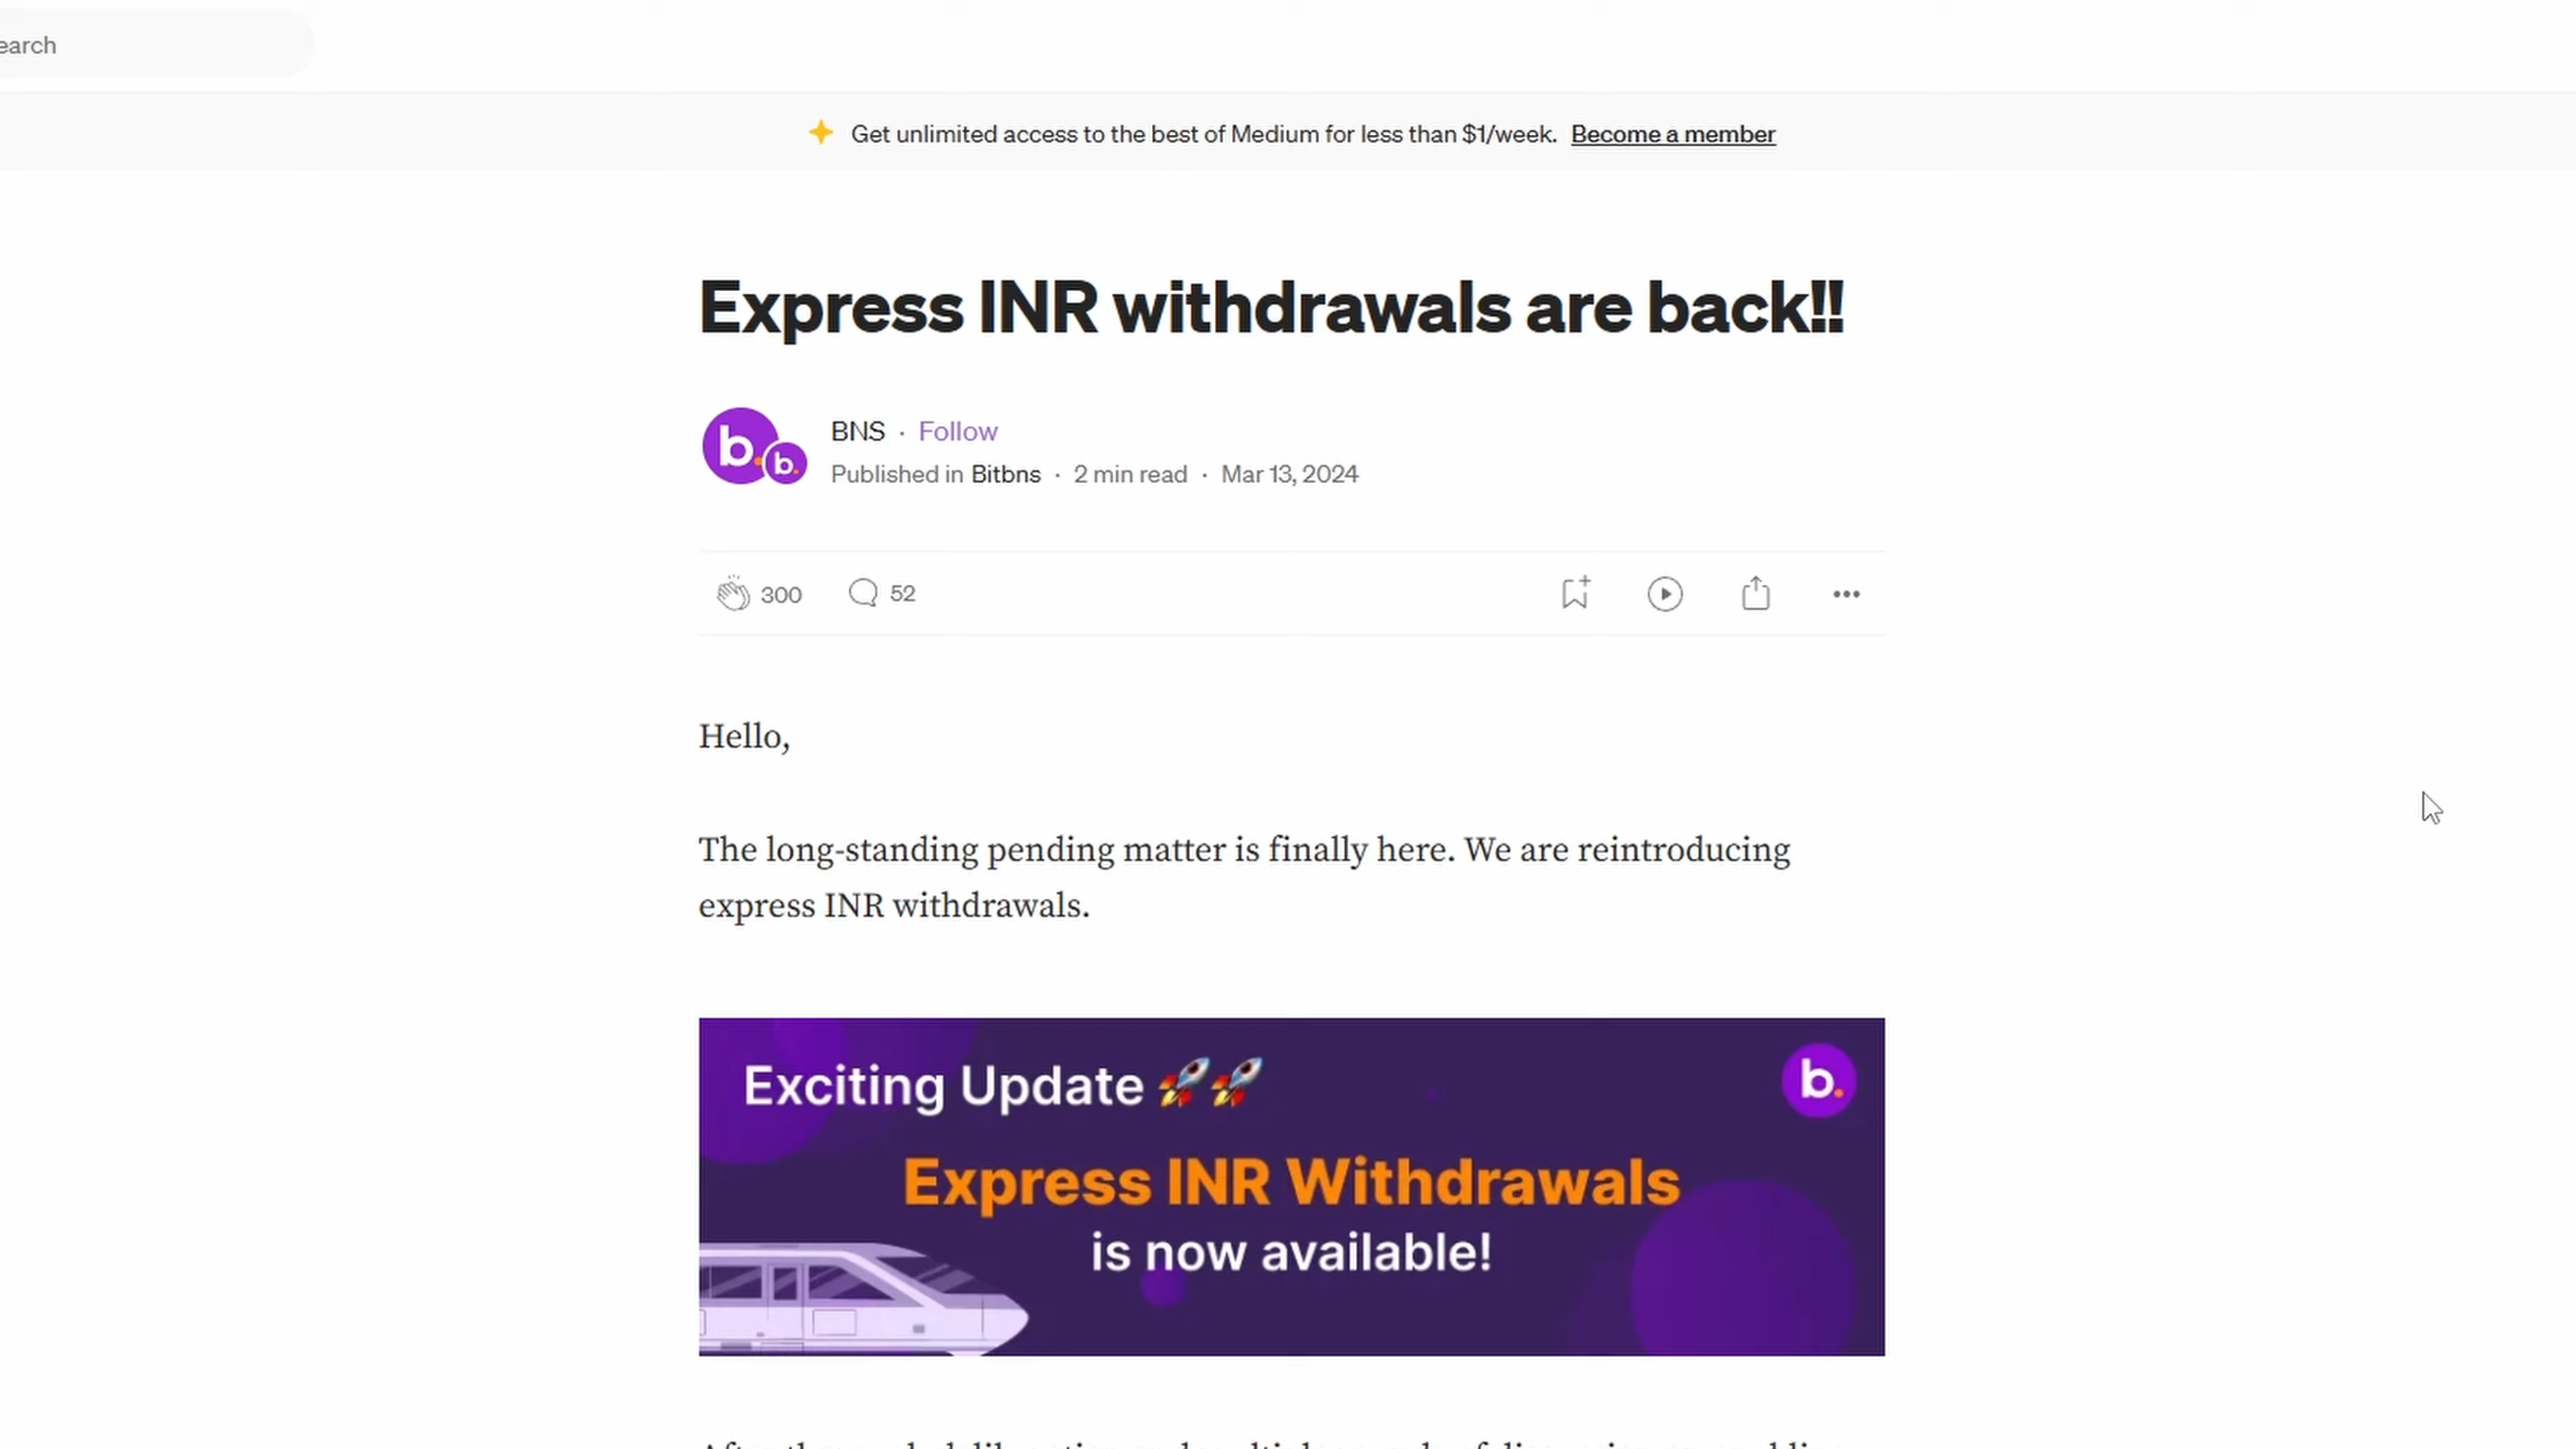 earch
Get unlimited access to the best of Medium for less than $1/week. Become a member
Express INR withdrawals are back!!
b. b.
BNS · Follow
Published in Bitbns · 2 min read · Mar 13, 2024
300 52
Hello,
The long-standing pending matter is finally here. We are reintroducing
express INR withdrawals.
Exciting Update 🚀🚀
b.
Express INR Withdrawals
is now available!